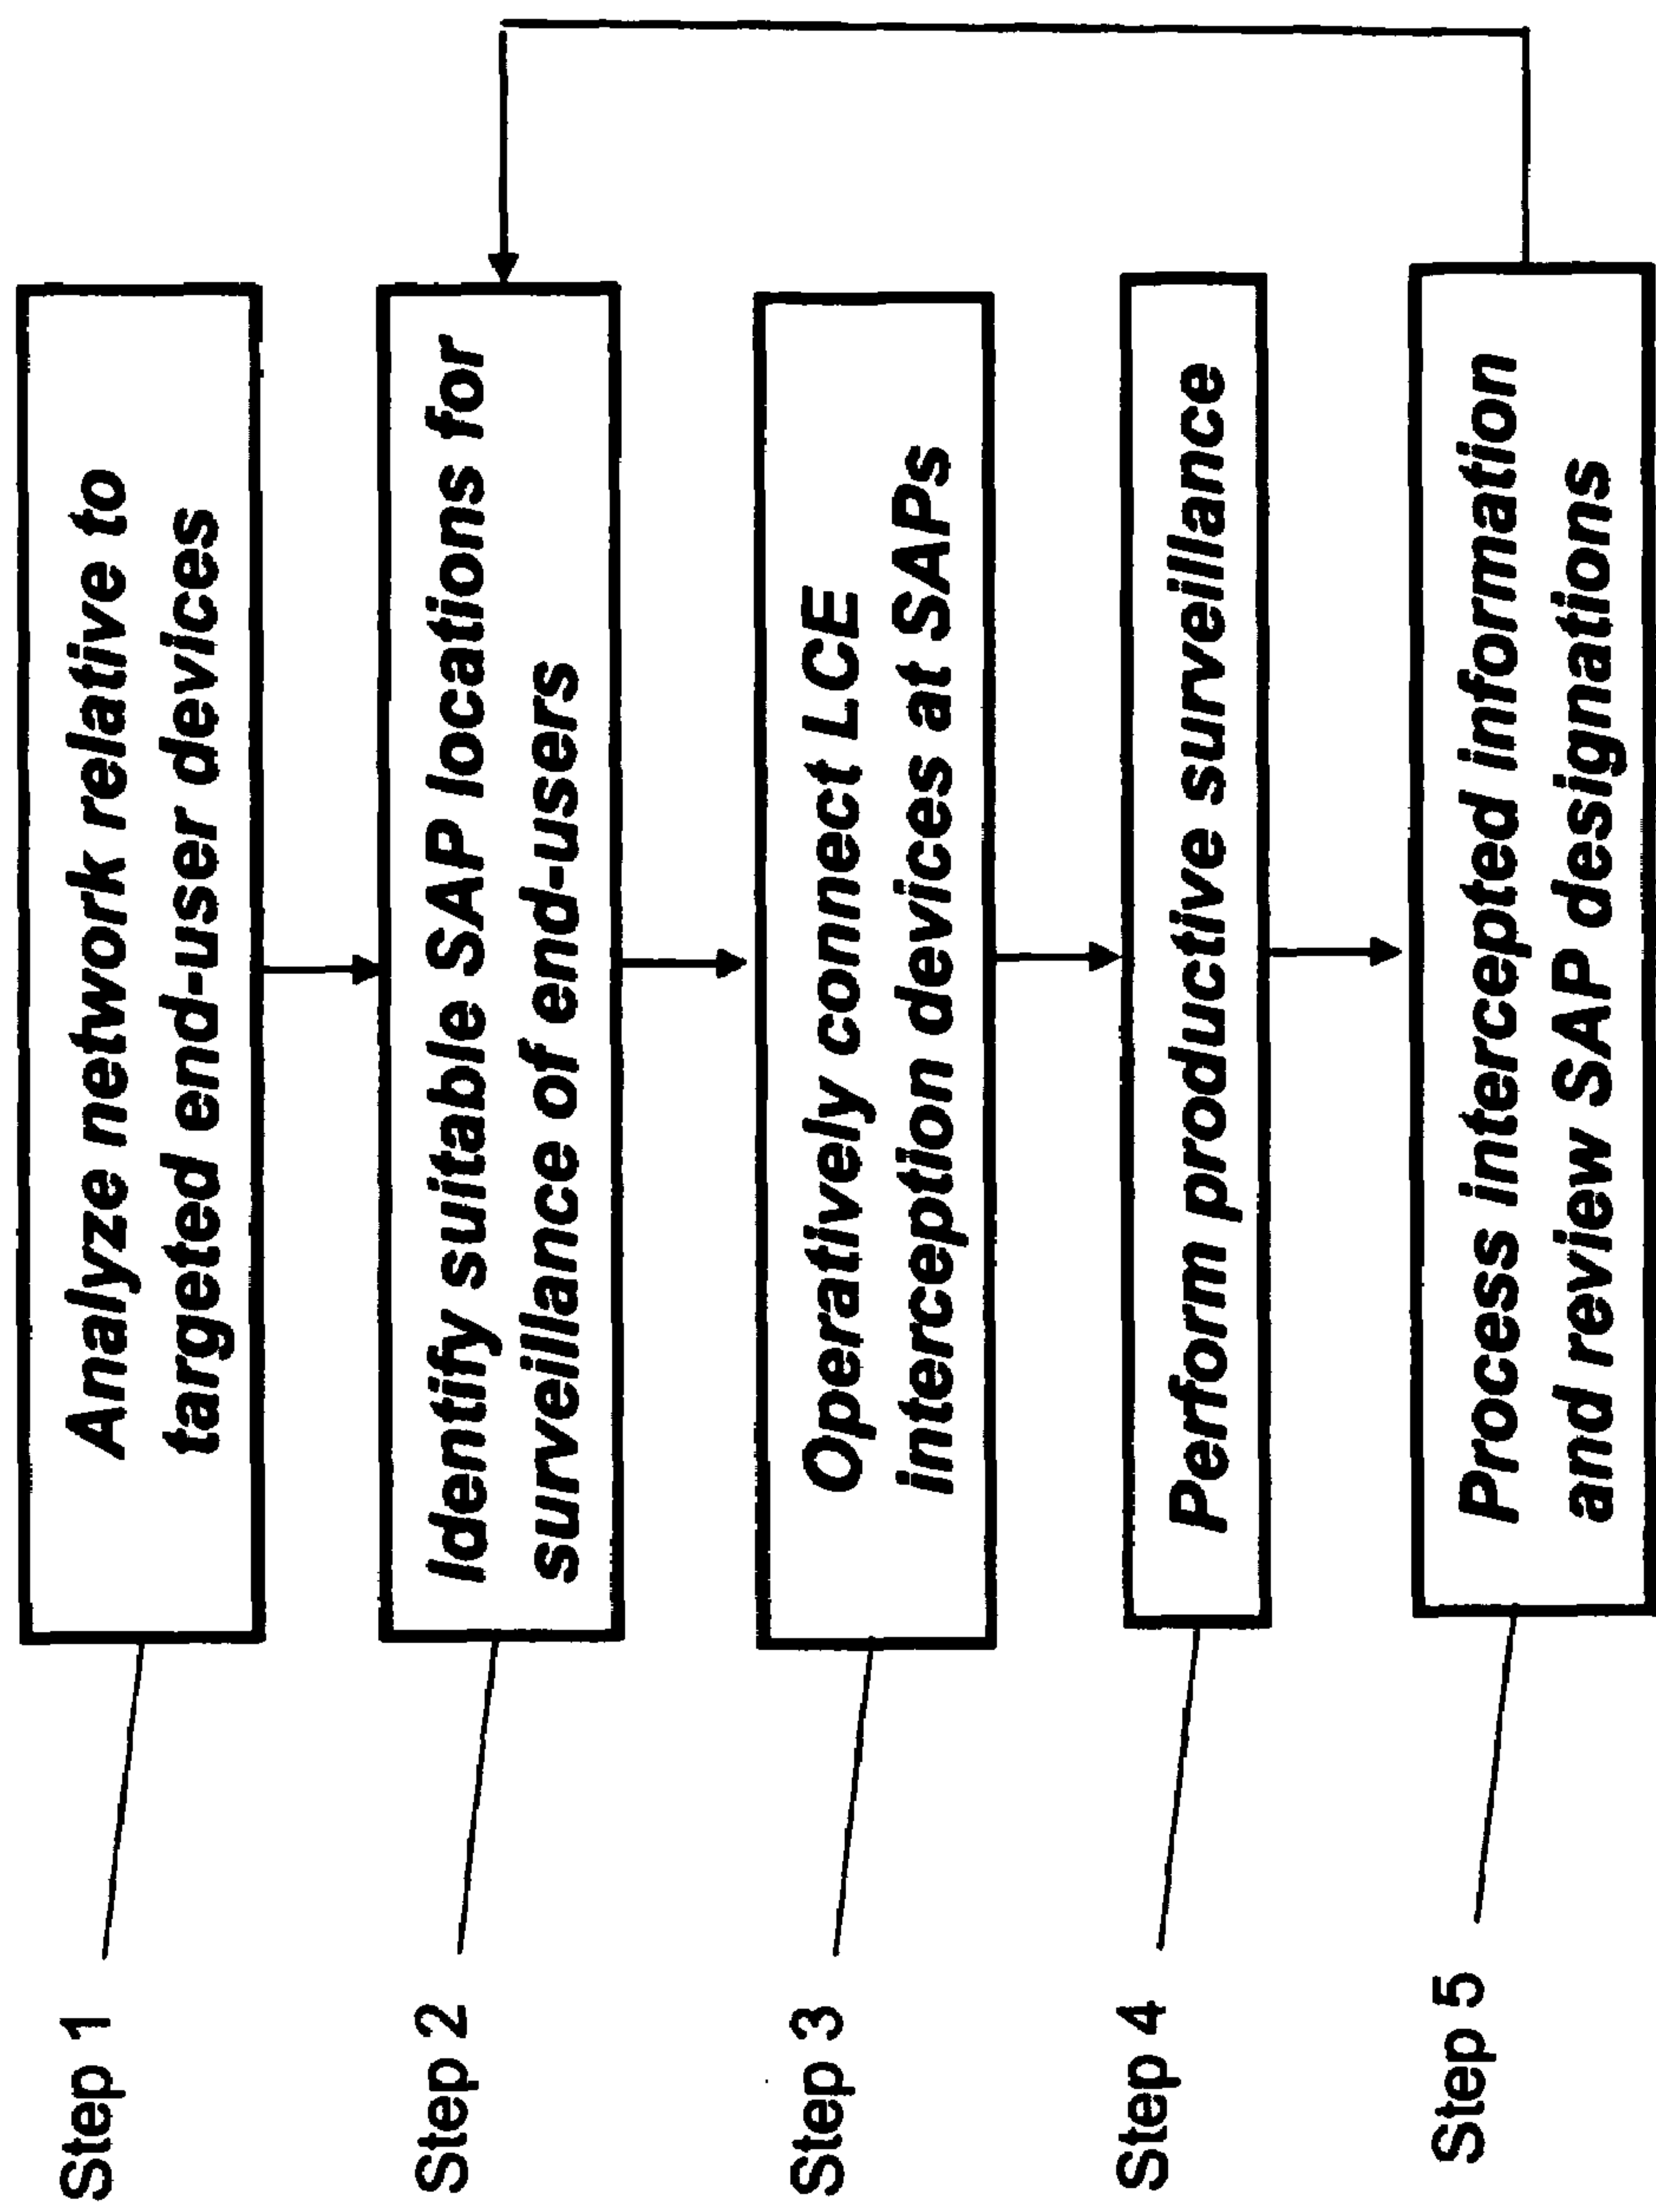 Step 1
Analyze network relative to
targeted end-user devices
Step 2
Identify suitable SAP locations for
surveillance of end-users
Step 3
Operatively connect LCE
interception devices at SAPs
Step 4
Perform productive surveillance
Step 5
Process intercepted information
and review SAP designations